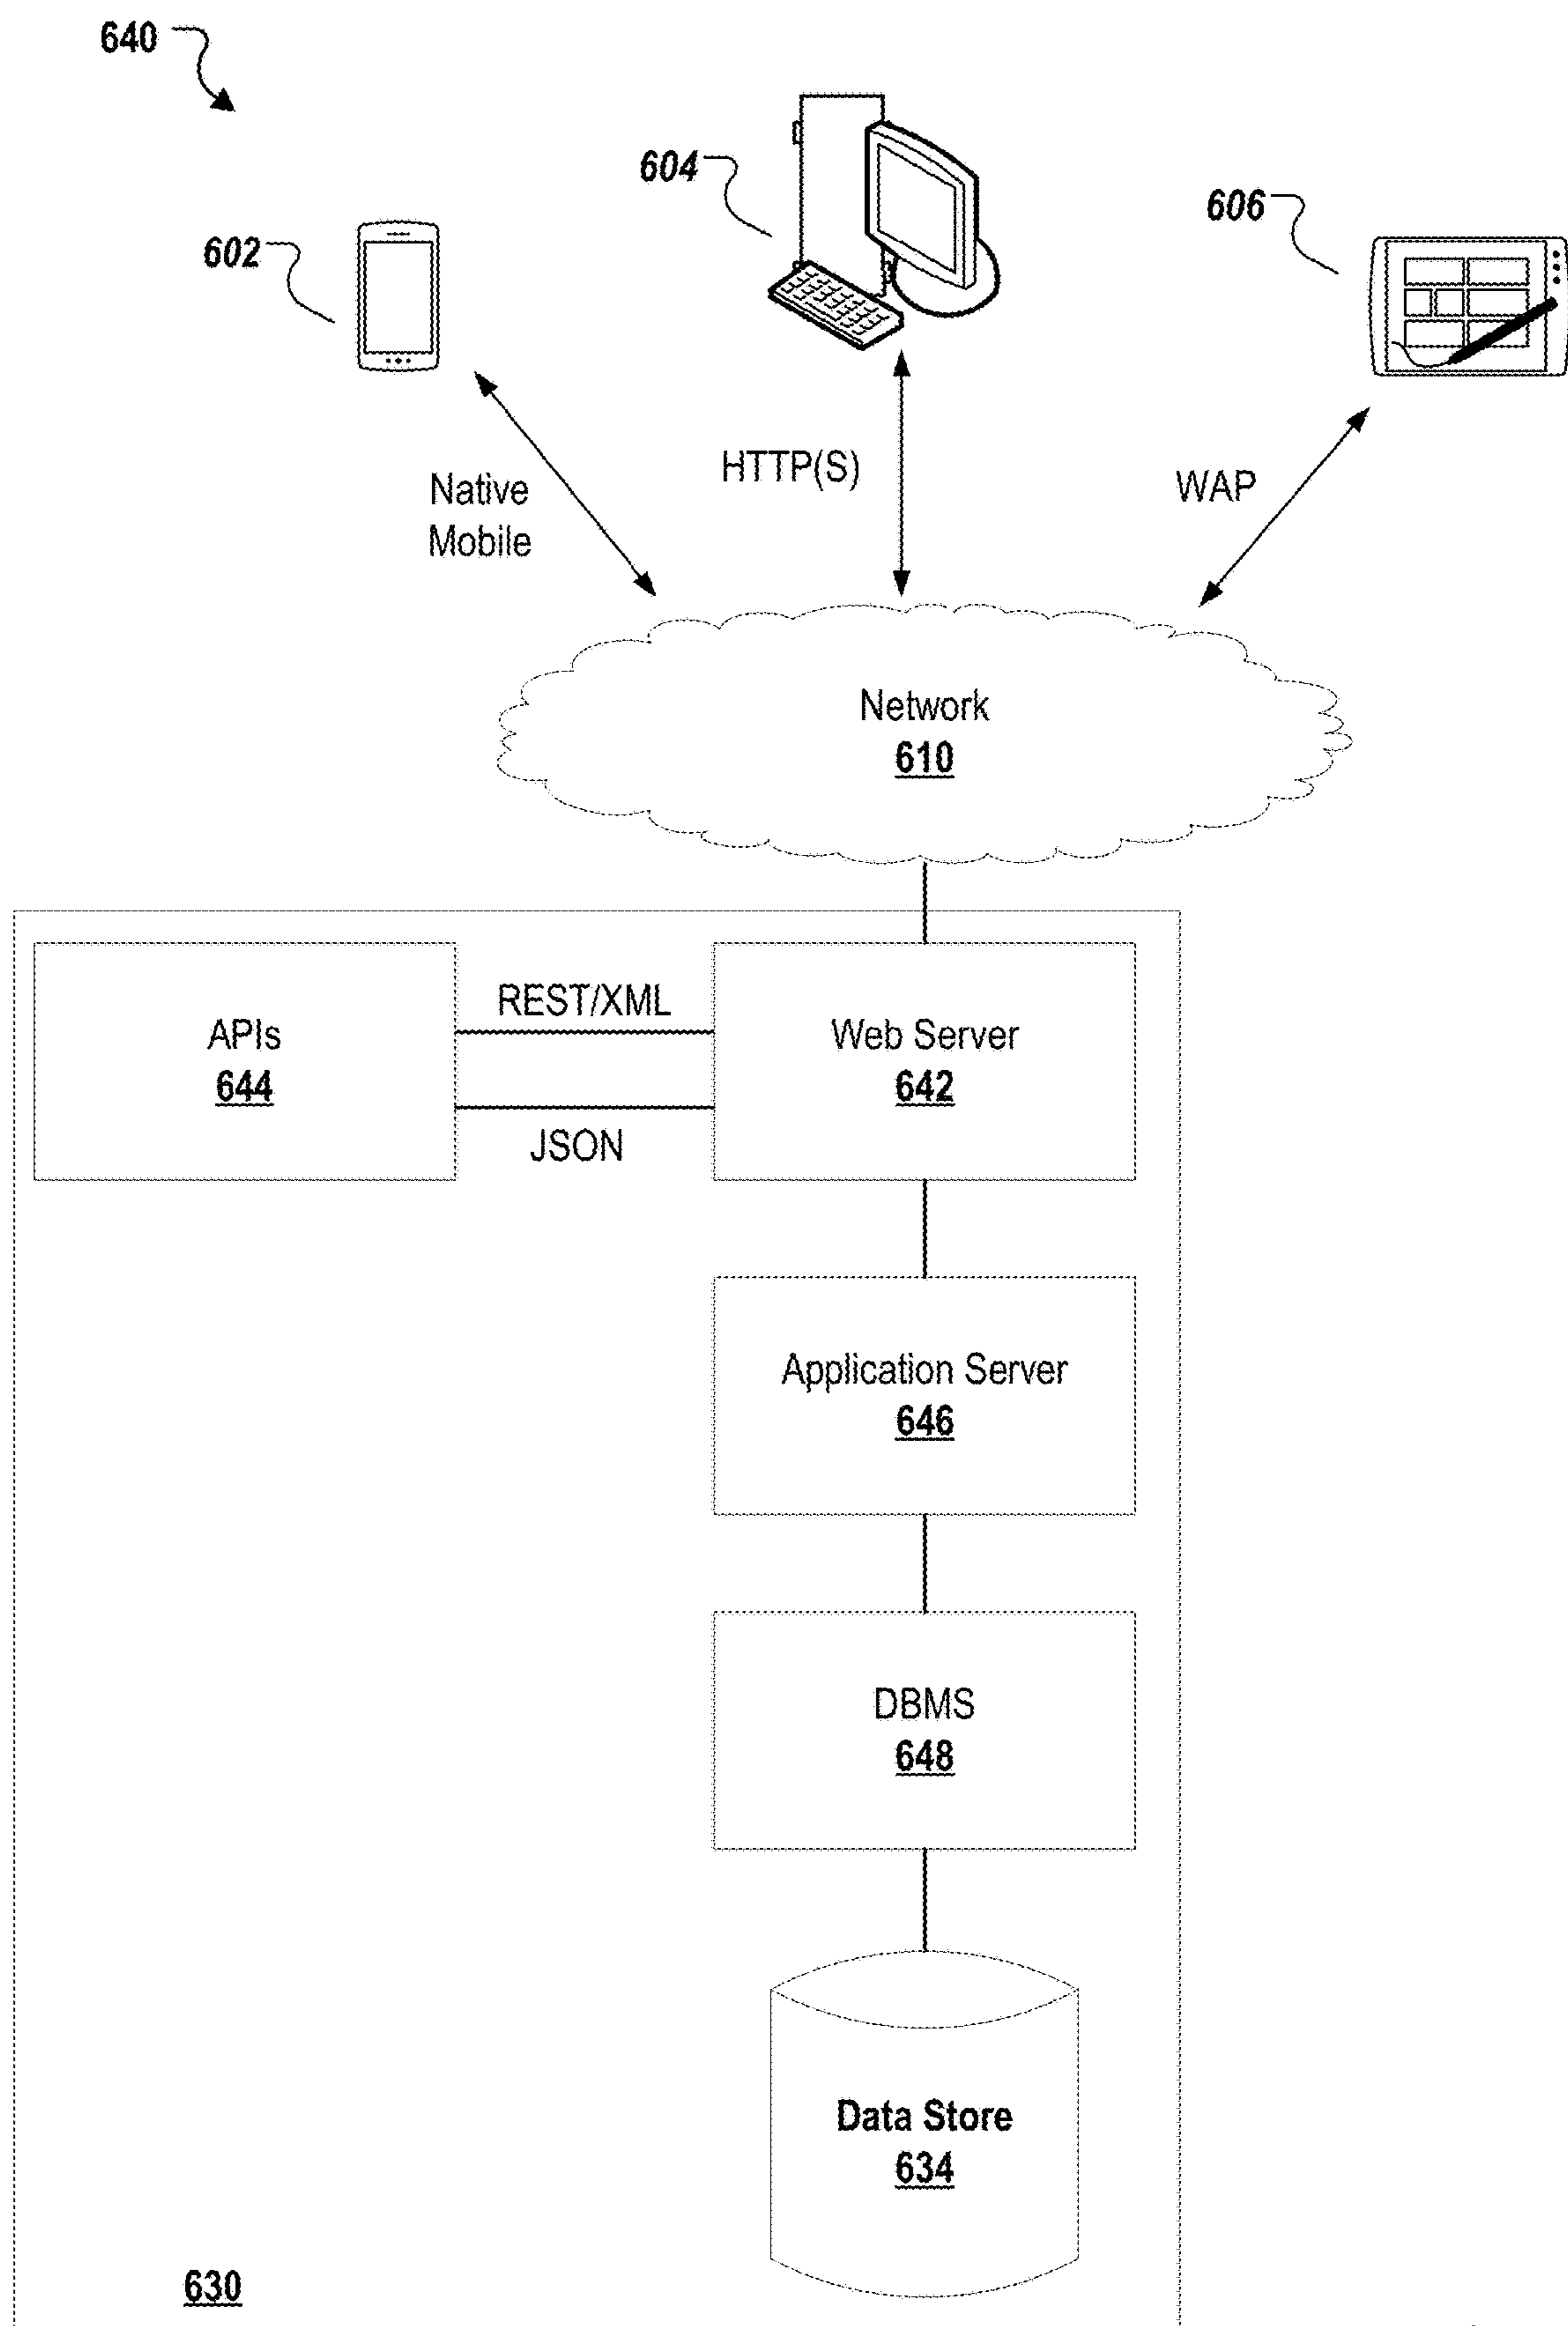 640
604
606
602
HTTP(S)
Native
Mobile
WAP
Network
610
REST/XML
APIs
644
Web Server
642
JSON
Application Server
646
DBMS
648
Data Store
634
630